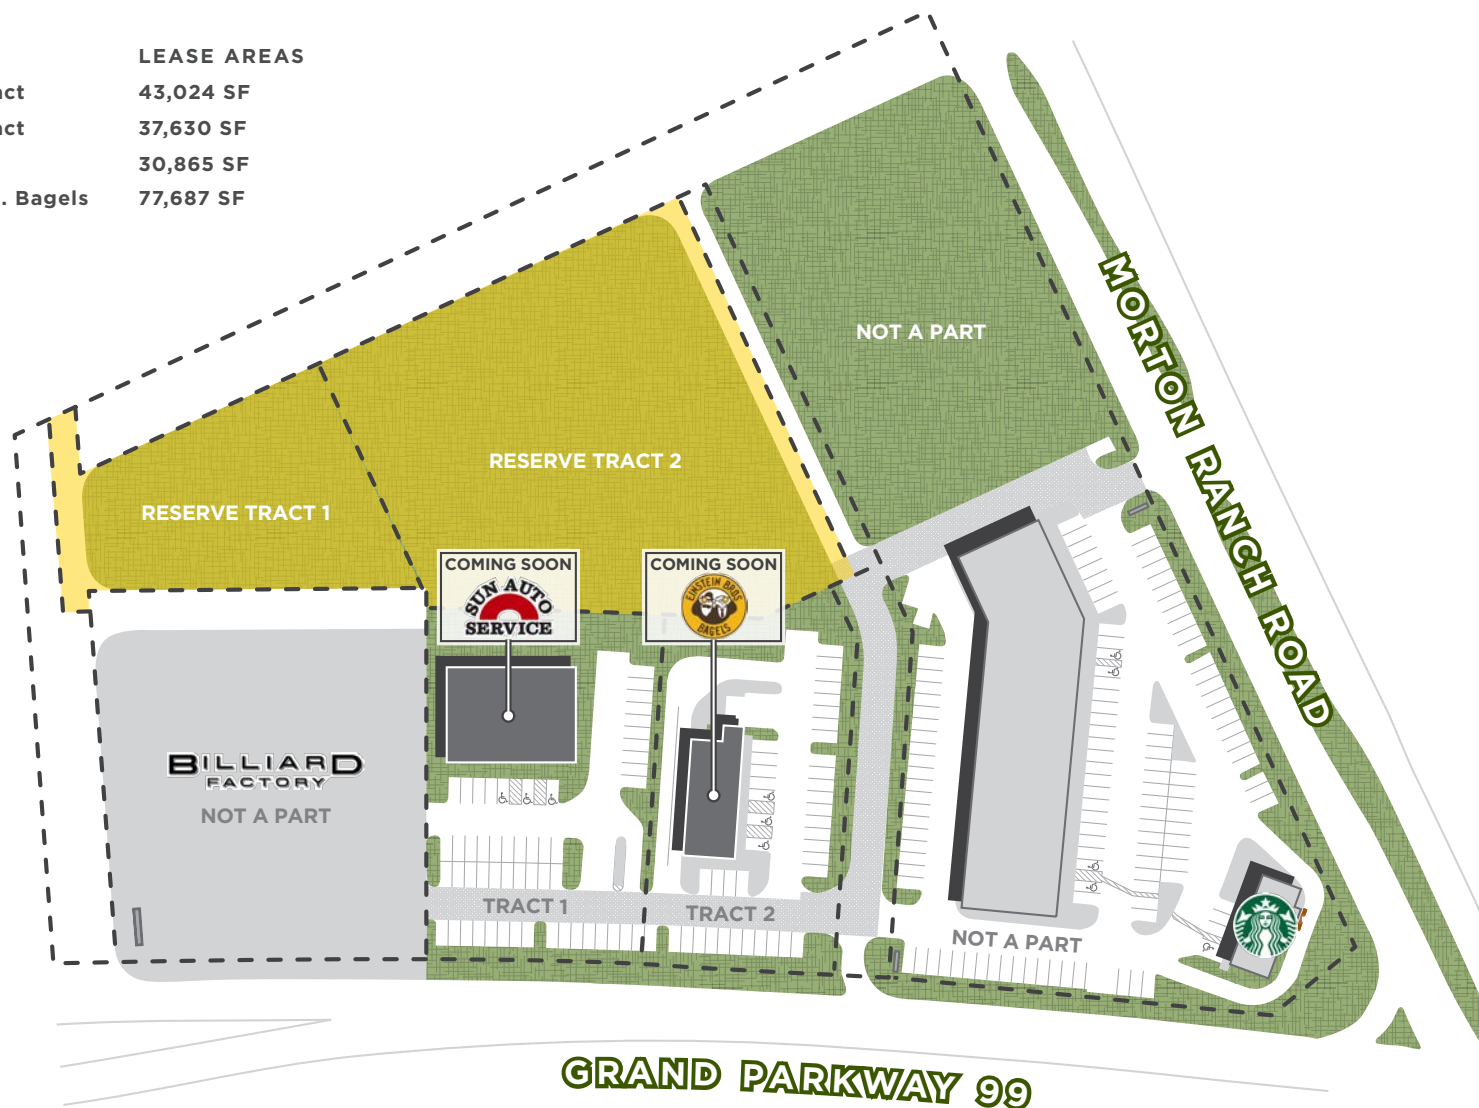 LEASE AREAS
act 43,024 SF
act 37,630 SF
30,865 SF
. Bagels 77,687 SF
NOT A PART
MORTON RANCH ROAD
RESERVE TRACT 2
RESERVE TRACT 1
COMING SOON
SUN AUTO
SERVICE
COMING SOON
EINSTEIN BROS
BAGELS
BILLIARD
FACTORY
NOT A PART
TRACT 1
TRACT 2
NOT A PART
GRAND PARKWAY 99